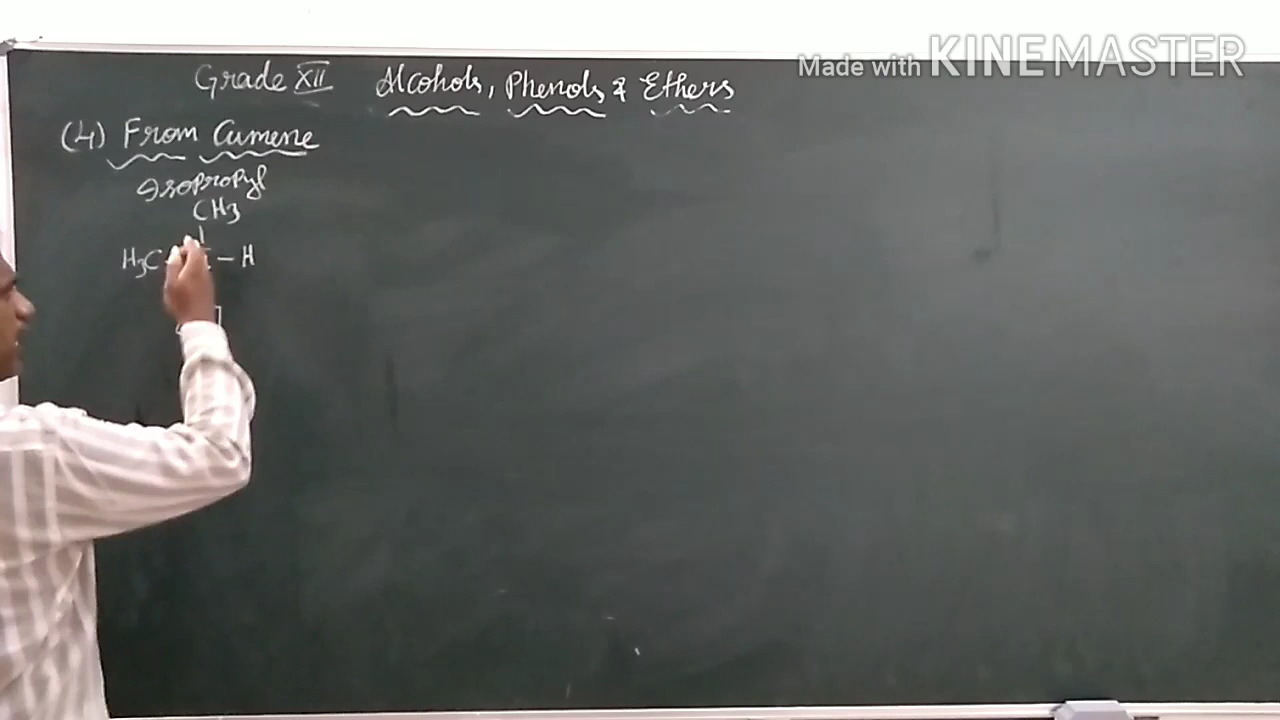 Made with KINEMASTER
Grade XII Alcohols, Phenols & Ethers
(4) From Cumene
Isopropyl
CH3
H3C - C - H